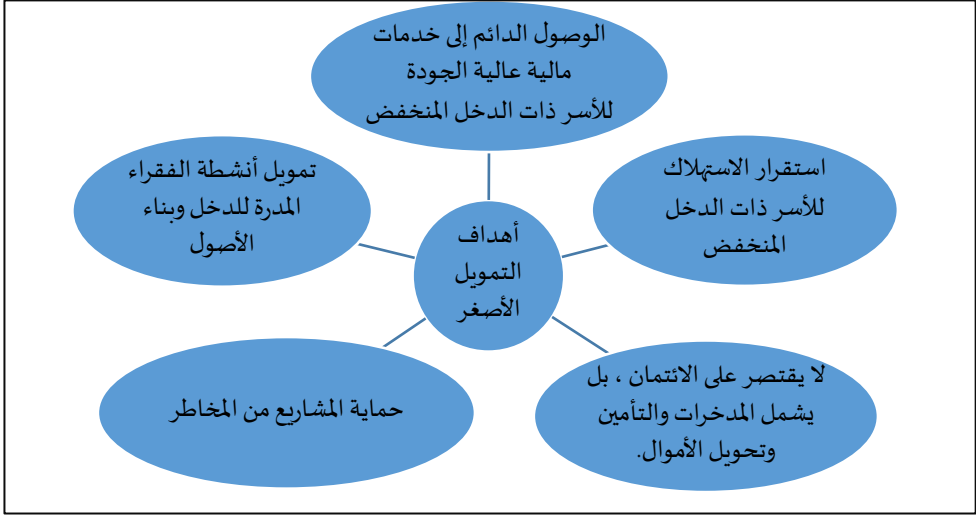 الوصول الدائم إلى خدمات
مالية عالية الجودة
للأسر ذات الدخل المنخفض
استقرار الاستهلاك
للأسر ذات الدخل
المنخفض
تمويل أنشطة الفقراء
المدرة للدخل وبناء
الأصول
أهداف
التمويل
الأصغر
لا يقتصر على الائتمان ، بل
يشمل المدخرات والتأمين
وتحويل الأموال.
حماية المشاريع من المخاطر